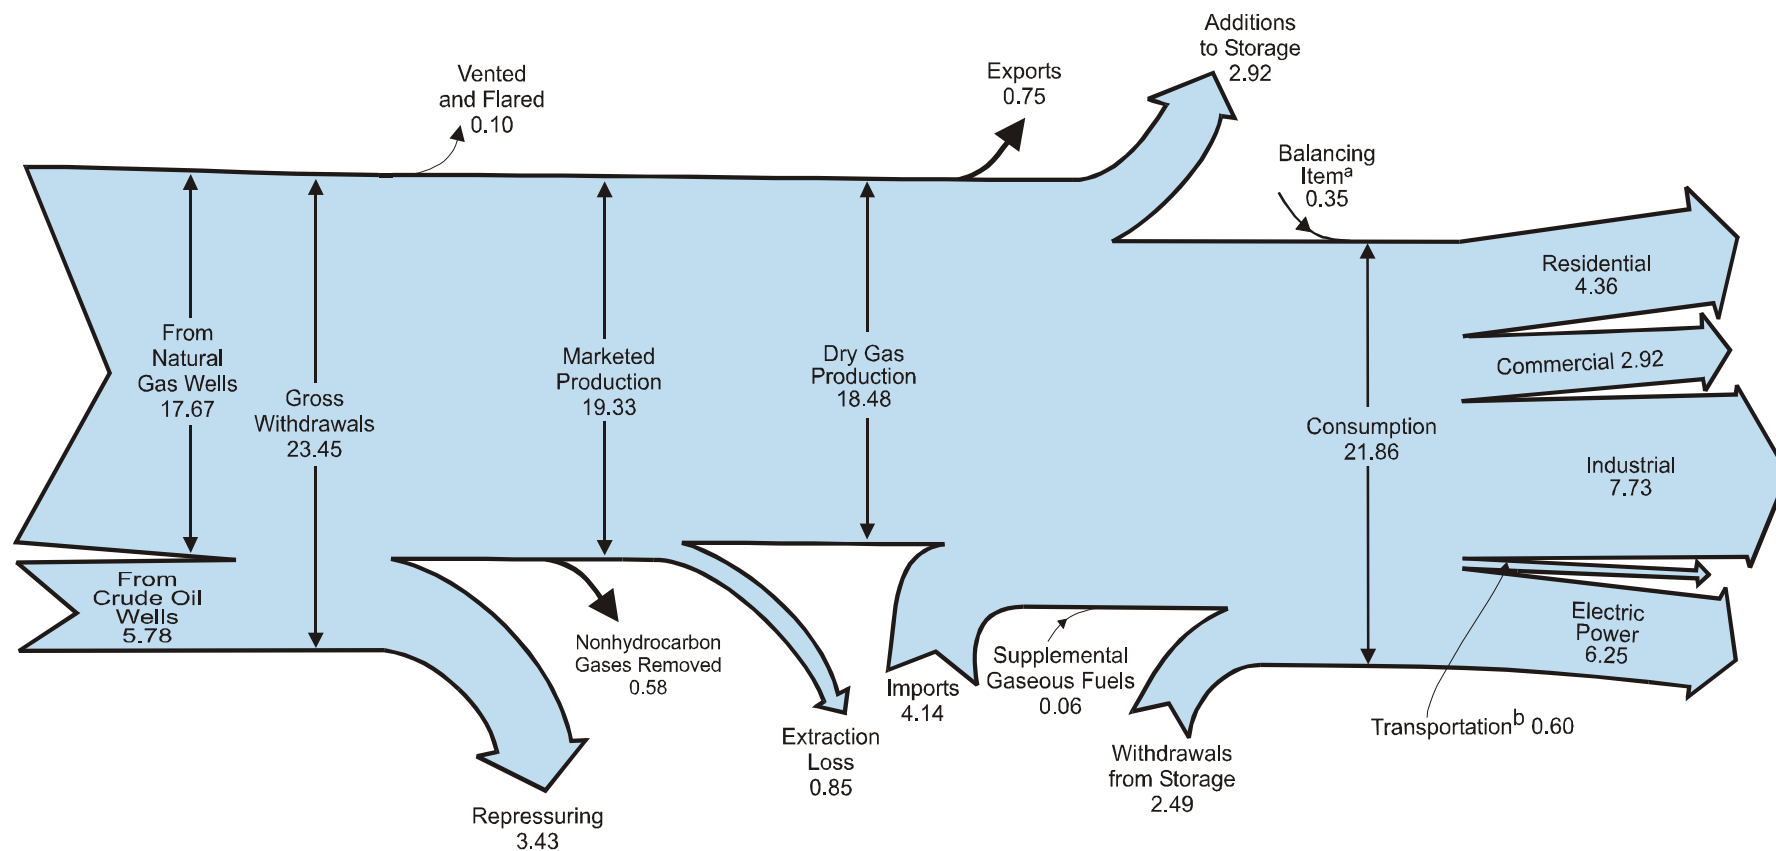 Additions
to Storage
2.92
Exports
0.75
Vented
and Flared
0.10
Balancing
Itemᵃ
0.35
Residential
4.36
From
Natural
Gas Wells
17.67
Gross
Withdrawals
23.45
Marketed
Production
19.33
Dry Gas
Production
18.48
Commercial 2.92
Consumption
21.86
Industrial
7.73
From
Crude Oil
Wells
5.78
Nonhydrocarbon
Gases Removed
0.58
Electric
Power
6.25
Imports
4.14
Supplemental
Gaseous Fuels
0.06
Transportationᵇ 0.60
Extraction
Loss
0.85
Withdrawals
from Storage
2.49
Repressuring
3.43